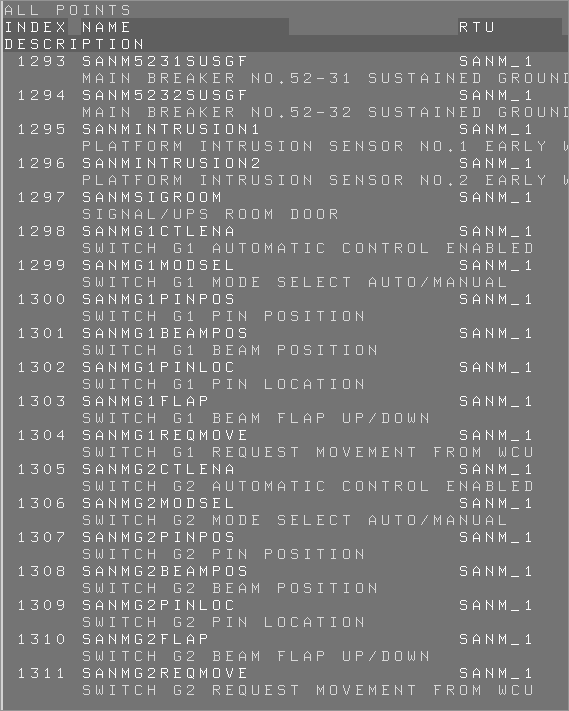 ALL POINTS
INDEX NAME RTU
DESCRIPTION
1293 SANM5231SUSGF SANM_1
MAIN BREAKER NO.52-31 SUSTAINED GROUND
1294 SANM5232SUSGF SANM_1
MAIN BREAKER NO.52-32 SUSTAINED GROUND
1295 SANMINTRUSION1 SANM_1
PLATFORM INTRUSION SENSOR NO.1 EARLY W
1296 SANMINTRUSION2 SANM_1
PLATFORM INTRUSION SENSOR NO.2 EARLY W
1297 SANMSIGROOM SANM_1
SIGNAL/UPS ROOM DOOR
1298 SANMG1CTLENA SANM_1
SWITCH G1 AUTOMATIC CONTROL ENABLED
1299 SANMG1MODSEL SANM_1
SWITCH G1 MODE SELECT AUTO/MANUAL
1300 SANMG1PINPOS SANM_1
SWITCH G1 PIN POSITION
1301 SANMG1BEAMPOS SANM_1
SWITCH G1 BEAM POSITION
1302 SANMG1PINLOC SANM_1
SWITCH G1 PIN LOCATION
1303 SANMG1FLAP SANM_1
SWITCH G1 BEAM FLAP UP/DOWN
1304 SANMG1REQMOVE SANM_1
SWITCH G1 REQUEST MOVEMENT FROM WCU
1305 SANMG2CTLENA SANM_1
SWITCH G2 AUTOMATIC CONTROL ENABLED
1306 SANMG2MODSEL SANM_1
SWITCH G2 MODE SELECT AUTO/MANUAL
1307 SANMG2PINPOS SANM_1
SWITCH G2 PIN POSITION
1308 SANMG2BEAMPOS SANM_1
SWITCH G2 BEAM POSITION
1309 SANMG2PINLOC SANM_1
SWITCH G2 PIN LOCATION
1310 SANMG2FLAP SANM_1
SWITCH G2 BEAM FLAP UP/DOWN
1311 SANMG2REQMOVE SANM_1
SWITCH G2 REQUEST MOVEMENT FROM WCU